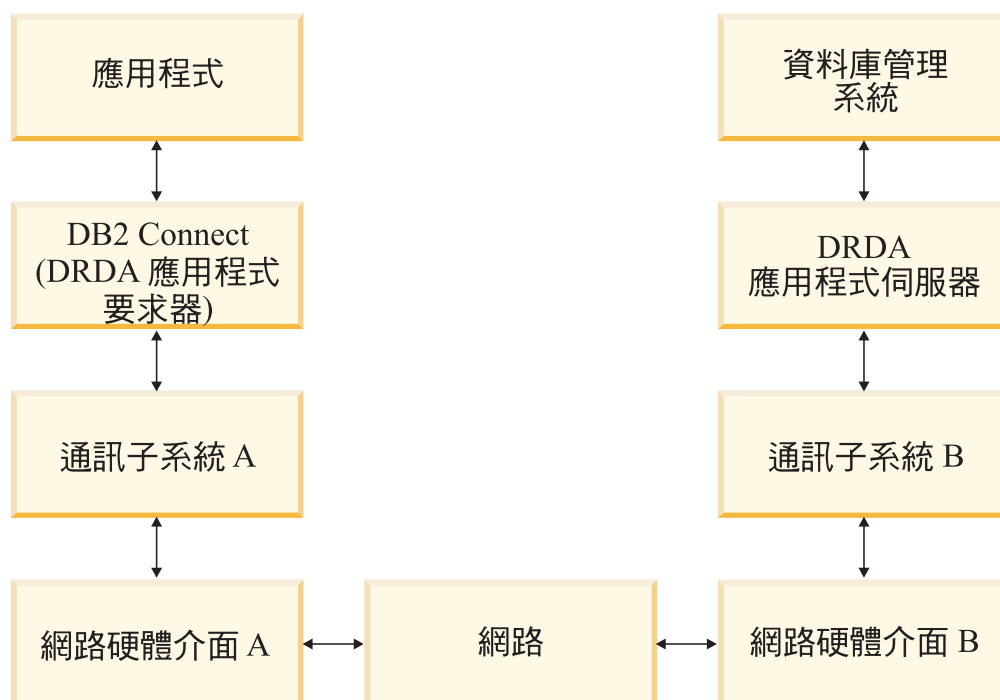 應用程式
資料庫管理
系統
DB2 Connect
(DRDA 應用程式
要求器)
DRDA
應用程式伺服器
通訊子系統 A
通訊子系統 B
網路硬體介面 A
網路
網路硬體介面 B